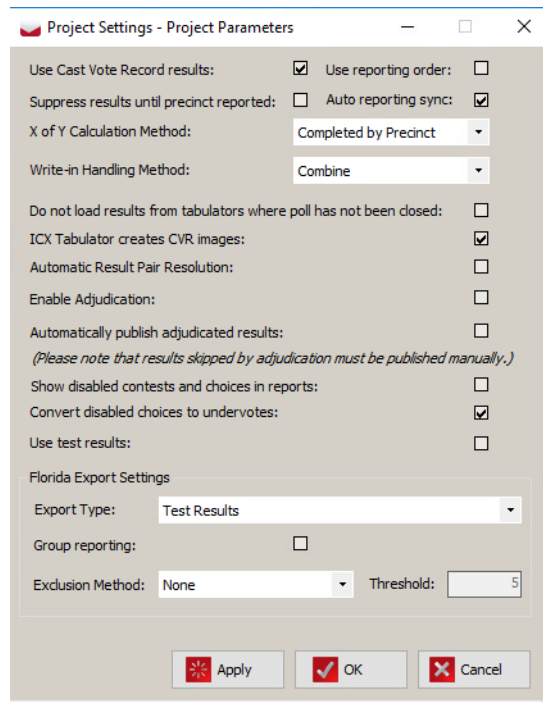 Project Settings - Project Parameters
Use Cast Vote Record results: Use reporting order:
Suppress results until precinct reported: Auto reporting sync:
X of Y Calculation Method: Completed by Precinct
Write-in Handling Method: Combine
Do not load results from tabulators where poll has not been closed:
ICX Tabulator creates CVR images:
Automatic Result Pair Resolution:
Enable Adjudication:
Automatically publish adjudicated results:
(Please note that results skipped by adjudication must be published manually.)
Show disabled contests and choices in reports:
Convert disabled choices to undervotes:
Use test results:
Florida Export Settings
Export Type: Test Results
Group reporting:
Exclusion Method: None Threshold: 5
Apply OK Cancel